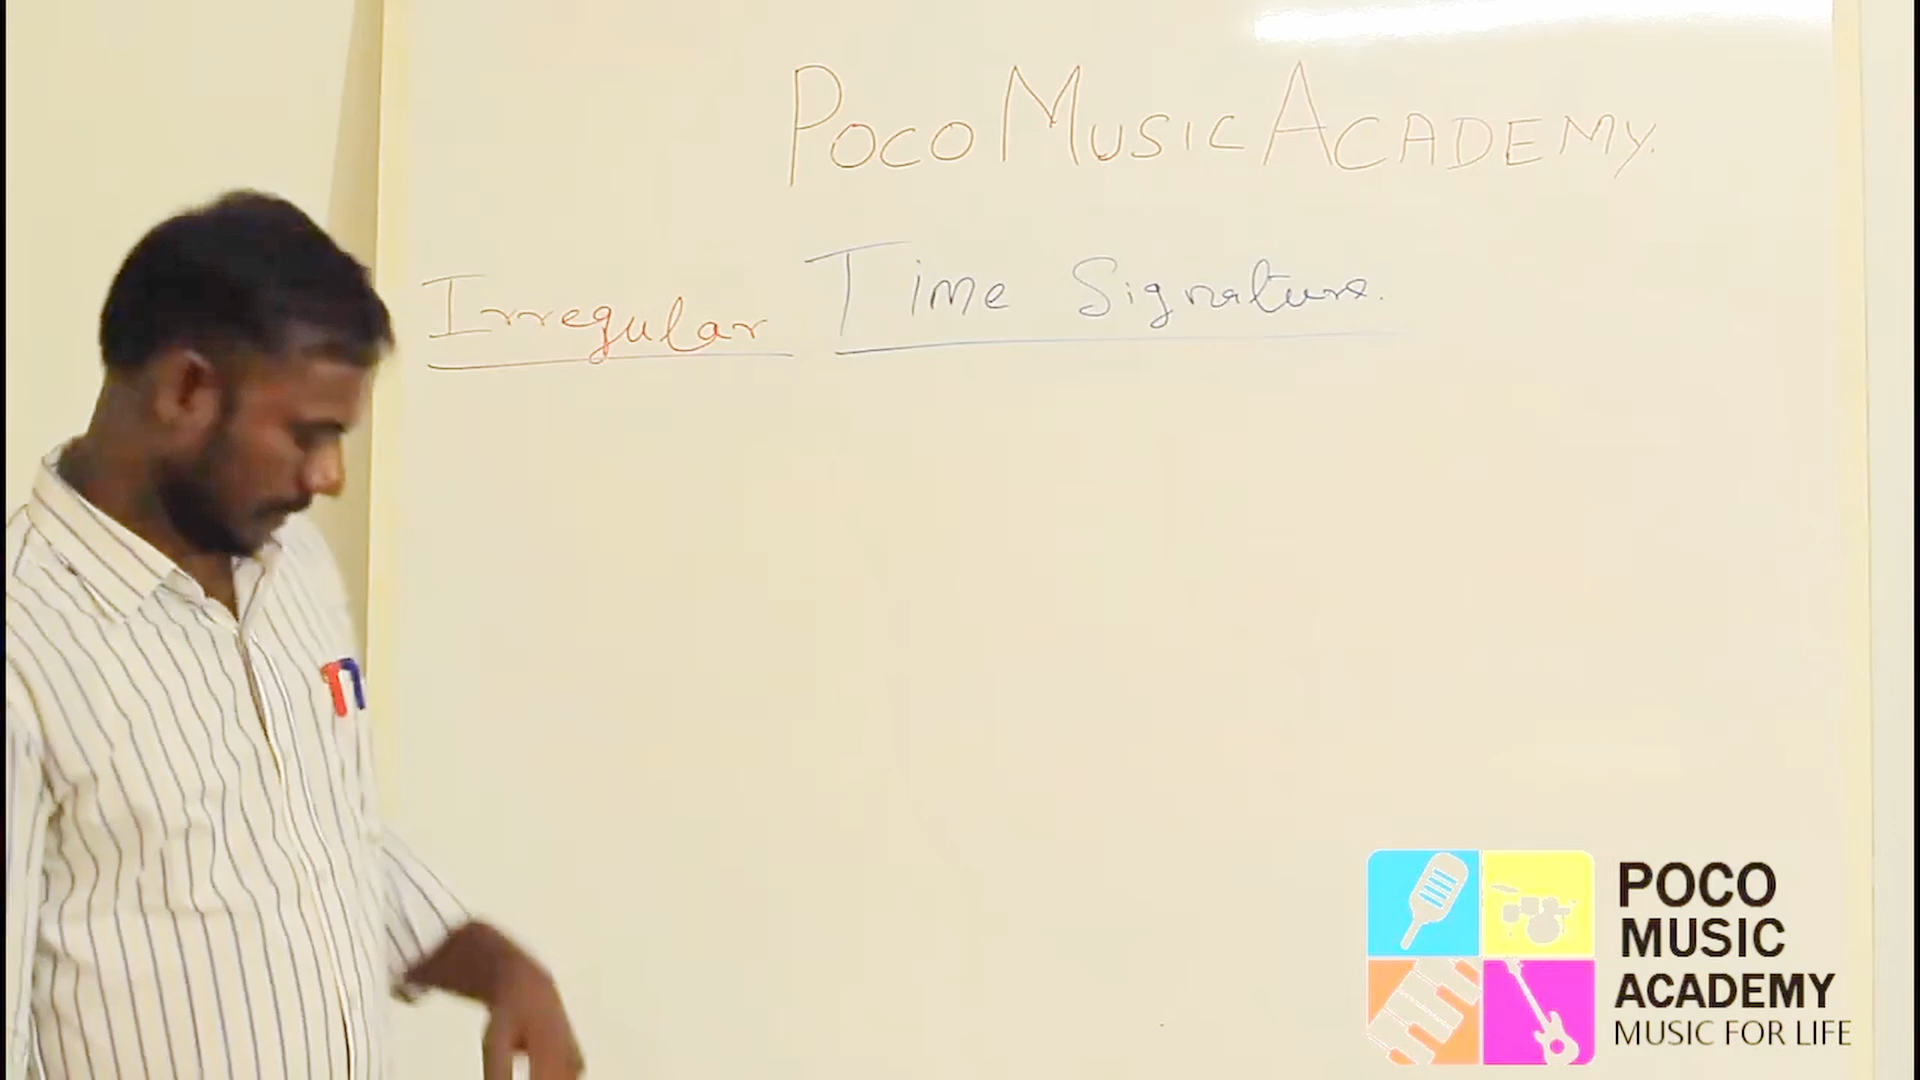 POCO MUSIC ACADEMY.
Irregular Time Signature.
POCO
MUSIC
ACADEMY
MUSIC FOR LIFE